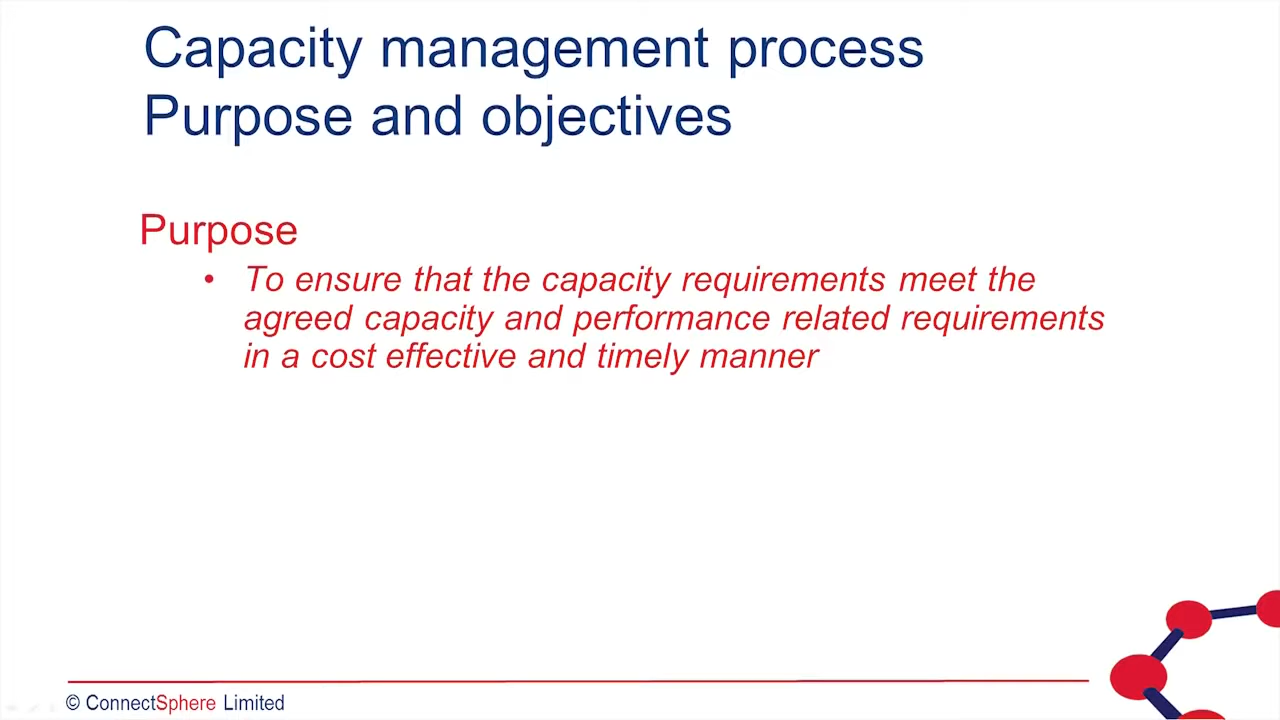 Capacity management process
Purpose and objectives
Purpose
• To ensure that the capacity requirements meet the
agreed capacity and performance related requirements
in a cost effective and timely manner
© ConnectSphere Limited